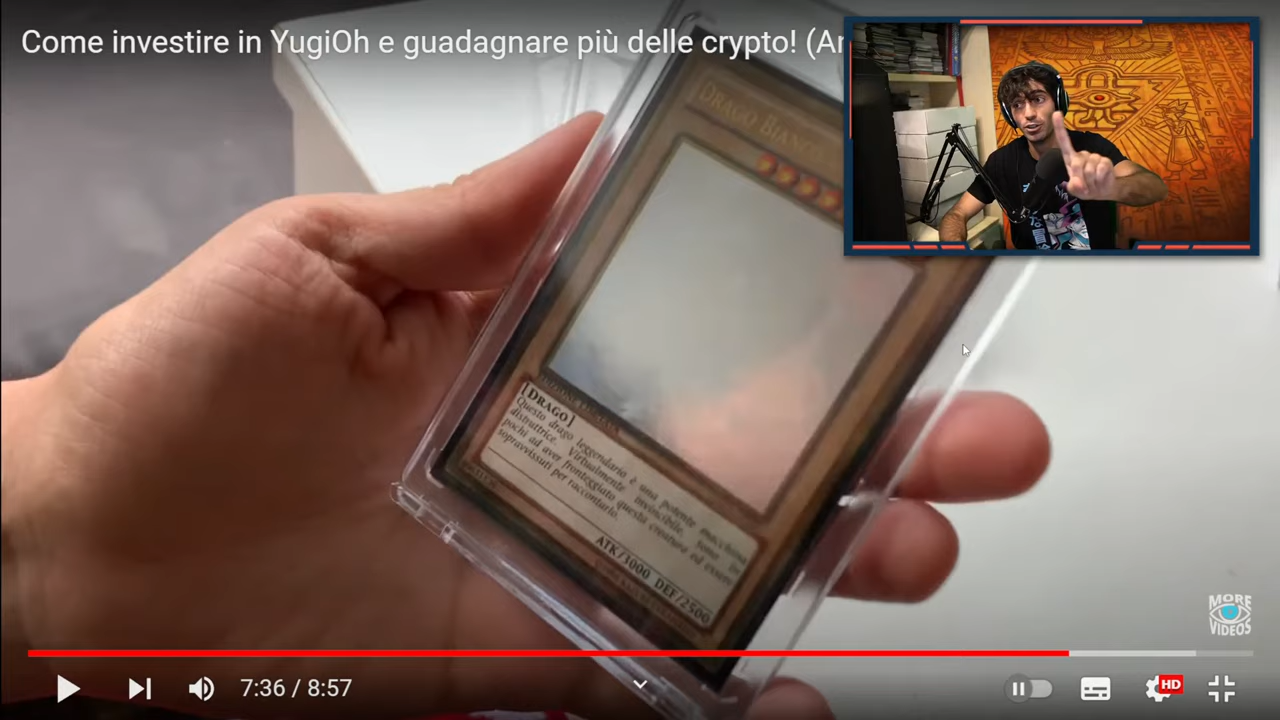 Come investire in YugiOh e guadagnare più delle crypto! (Ar
DRAGO BIANCO
[DRAGO]
Questo drago leggendario è una potente macchina
distruttrice. Virtualmente invincibile. Sono in
pochi ad aver fronteggiato questa creatura ed essere
sopravvissuti per raccontarlo.
ATK/3000 DEF/2500
MORE
VIDEOS
7:36 / 8:57
HD